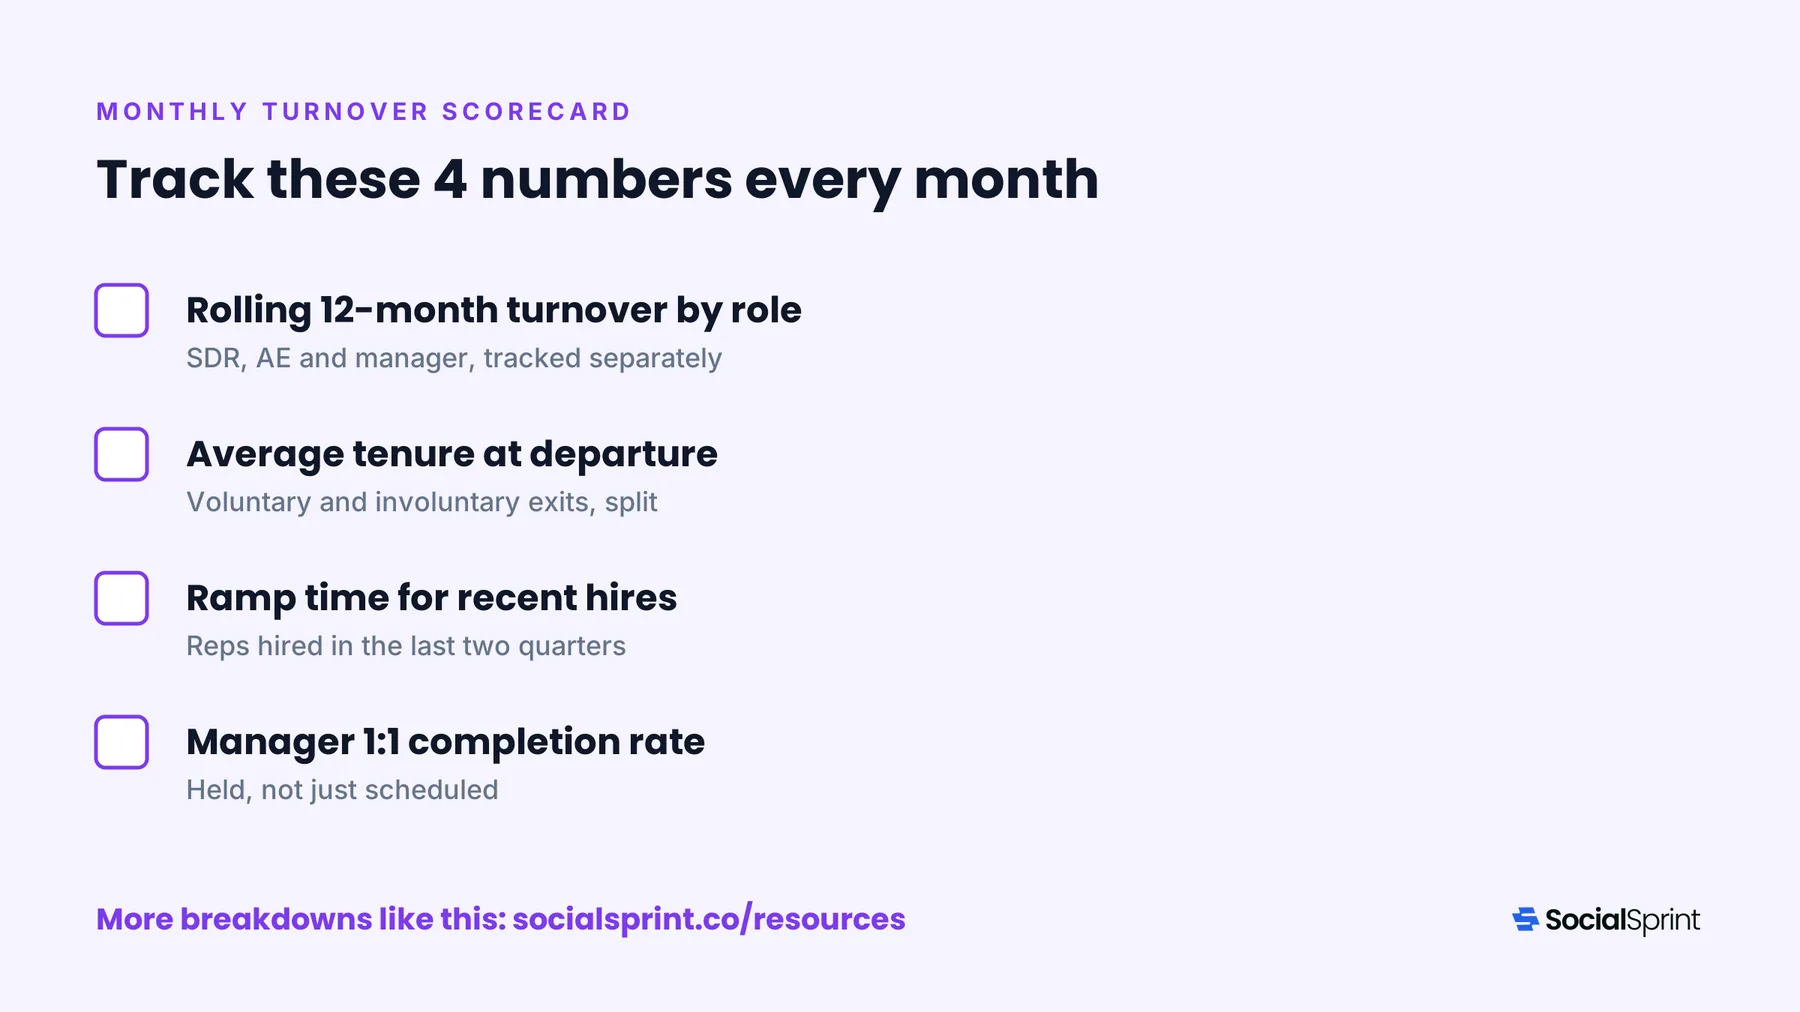 MONTHLY TURNOVER SCORECARD
Track these 4 numbers every month
Rolling 12-month turnover by role
SDR, AE and manager, tracked separately
Average tenure at departure
Voluntary and involuntary exits, split
Ramp time for recent hires
Reps hired in the last two quarters
Manager 1:1 completion rate
Held, not just scheduled
More breakdowns like this: socialsprint.co/resources
SocialSprint